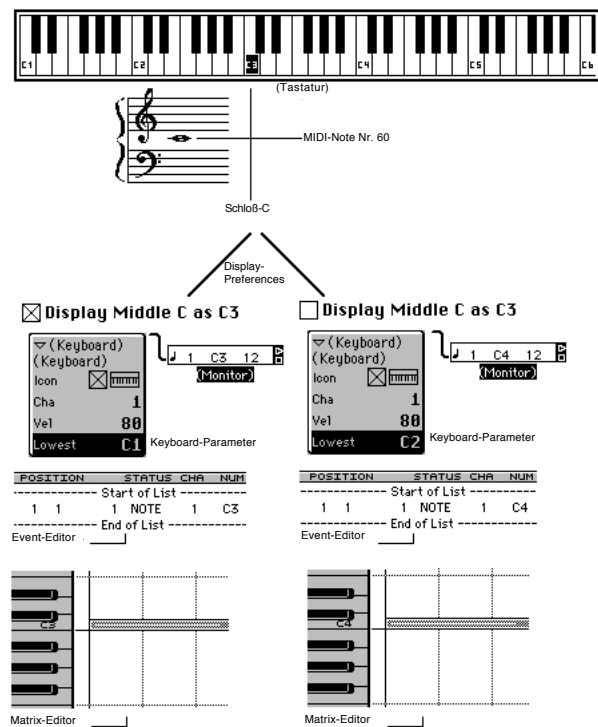 C1 C2 C3 C4 C5 C6
(Tastatur)
MIDI-Note Nr. 60
Schloß-C
Display-
Preferences
Display Middle C as C3
(Keyboard)
(Keyboard)
Icon
Cha 1
Vel 80
Lowest C1
1 C3 12
(Monitor)
Keyboard-Parameter
POSITION STATUS CHA NUM
Start of List
1 1 1 NOTE 1 C3
End of List
Event-Editor
C3
Matrix-Editor
Display Middle C as C3
(Keyboard)
(Keyboard)
Icon
Cha 1
Vel 80
Lowest C2
1 C4 12
(Monitor)
Keyboard-Parameter
POSITION STATUS CHA NUM
Start of List
1 1 1 NOTE 1 C4
End of List
Event-Editor
C4
Matrix-Editor